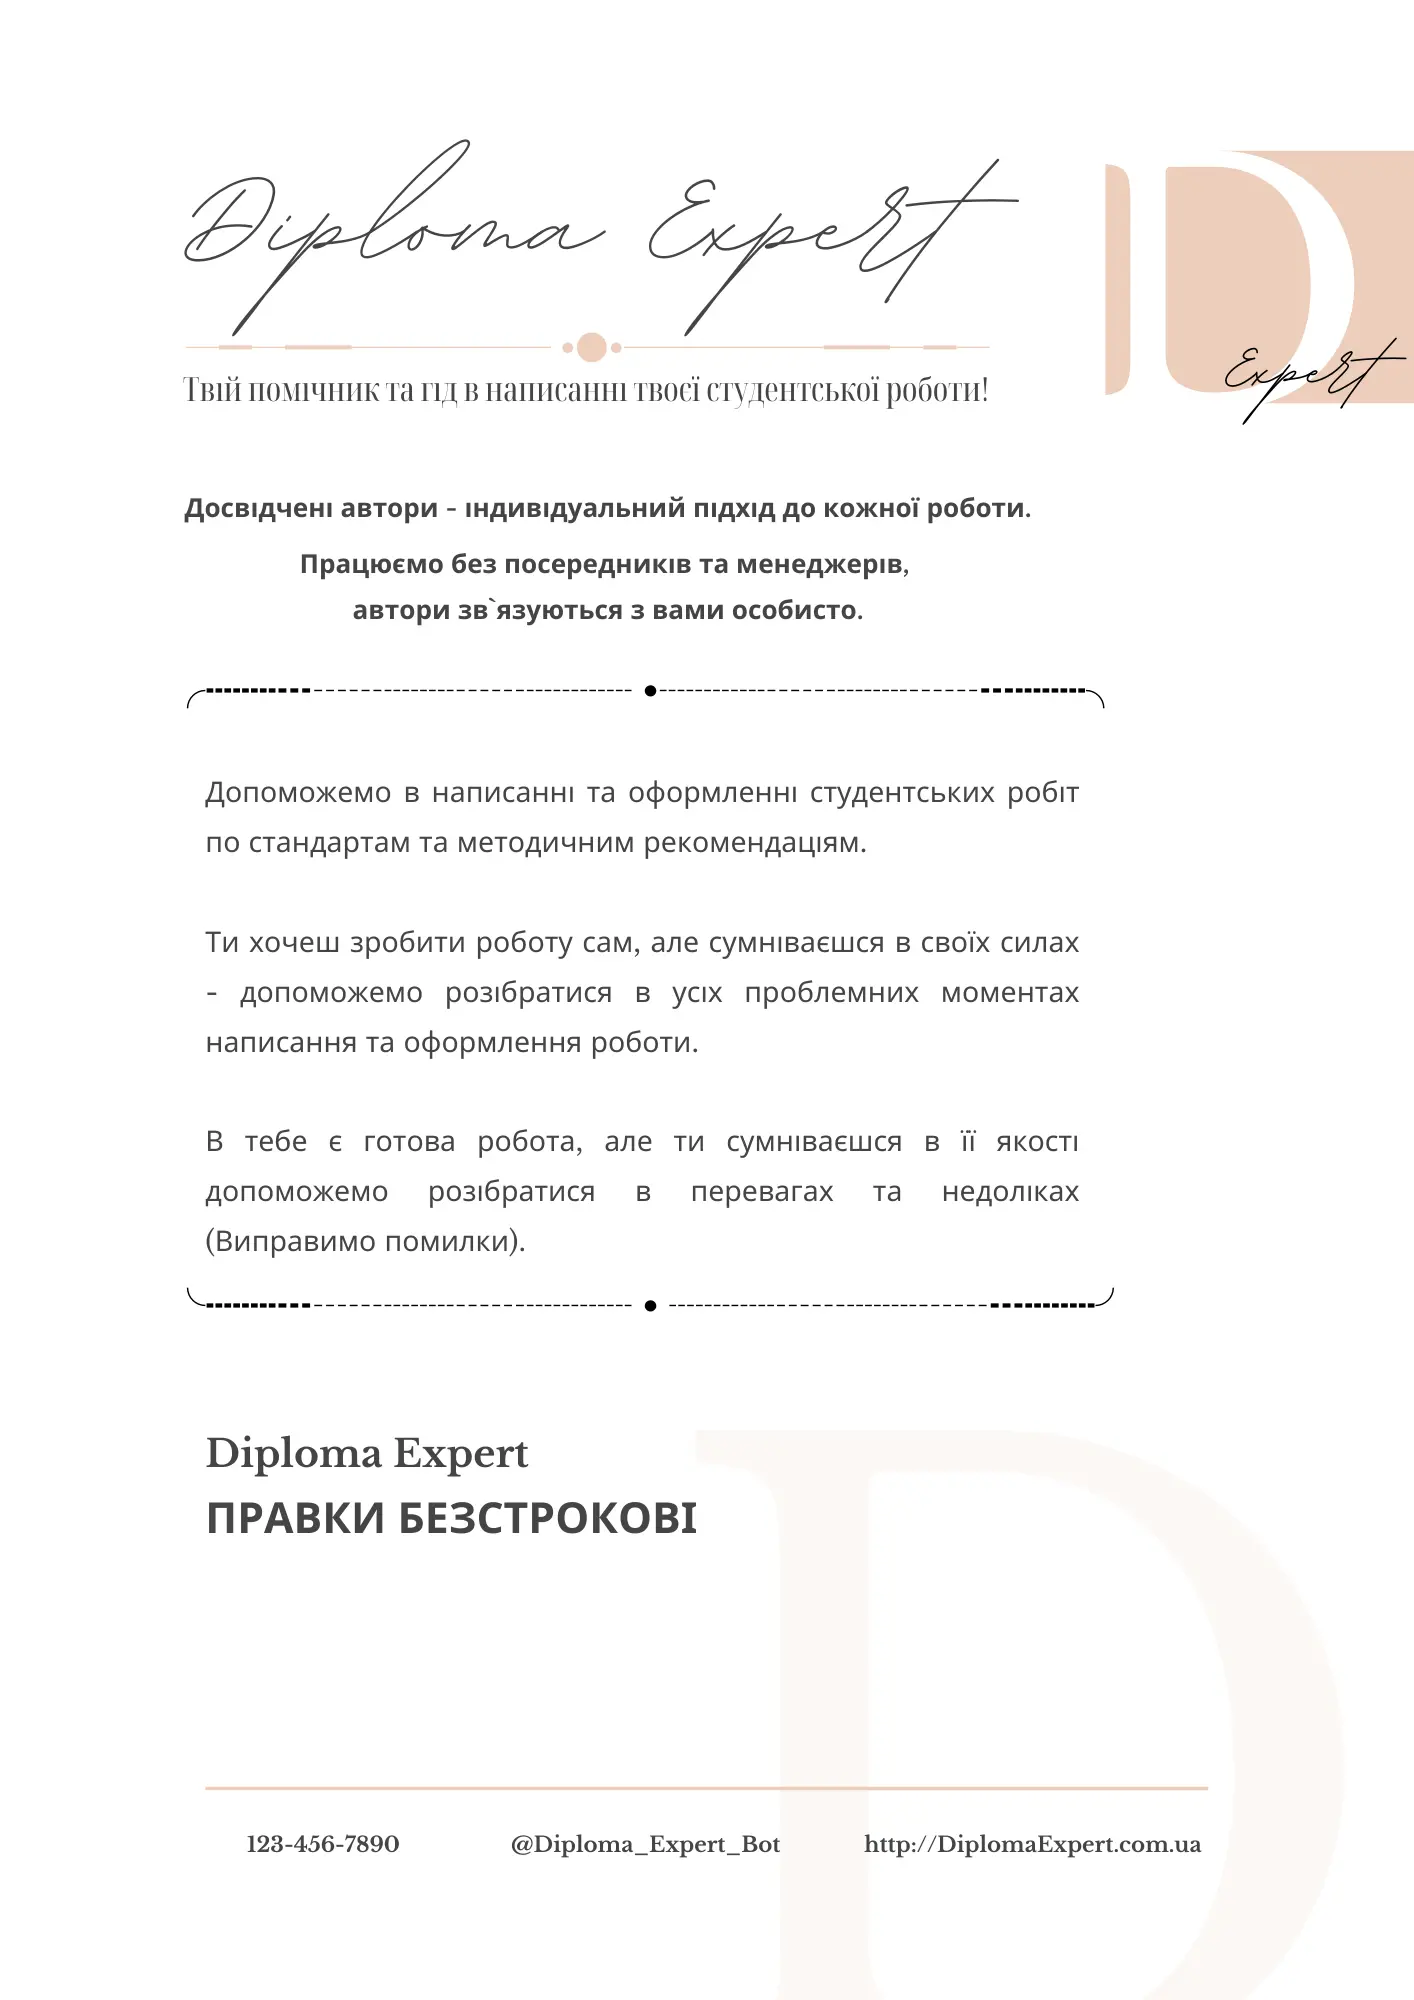 Diploma Expert
Expert
Твій помічник та гід в написанні твоєї студентської роботи!
Досвідчені автори - індивідуальний підхід до кожної роботи.
Працюємо без посередників та менеджерів,
автори зв`язуються з вами особисто.
Допоможемо в написанні та оформленні студентських робіт
по стандартам та методичним рекомендаціям.
Ти хочеш зробити роботу сам, але сумніваєшся в своїх силах
- допоможемо розібратися в усіх проблемних моментах
написання та оформлення роботи.
В тебе є готова робота, але ти сумніваєшся в її якості
допоможемо розібратися в перевагах та недоліках
(Виправимо помилки).
Diploma Expert
ПРАВКИ БЕЗСТРОКОВІ
123-456-7890 @Diploma_Expert_Bot http://DiplomaExpert.com.ua